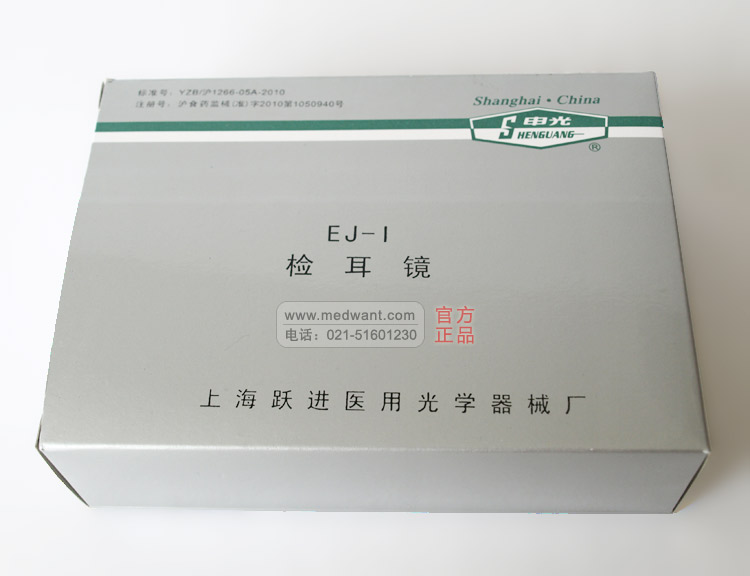 标准号：YZB/沪1266-05A-2010
注册号：沪食药监械(准)字2010第1050940号
Shanghai·China
申光
SHENGUANG
®
EJ-I
检耳镜
www.medwant.com
电话：021-51601230
官方
正品
上海跃进医用光学器械厂